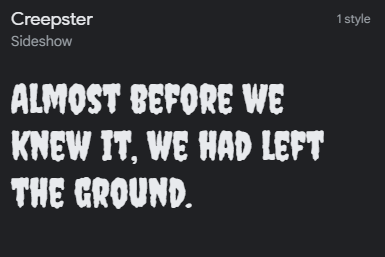 Creepster
1 style
Sideshow
ALMOST BEFORE WE
KNEW IT, WE HAD LEFT
THE GROUND.